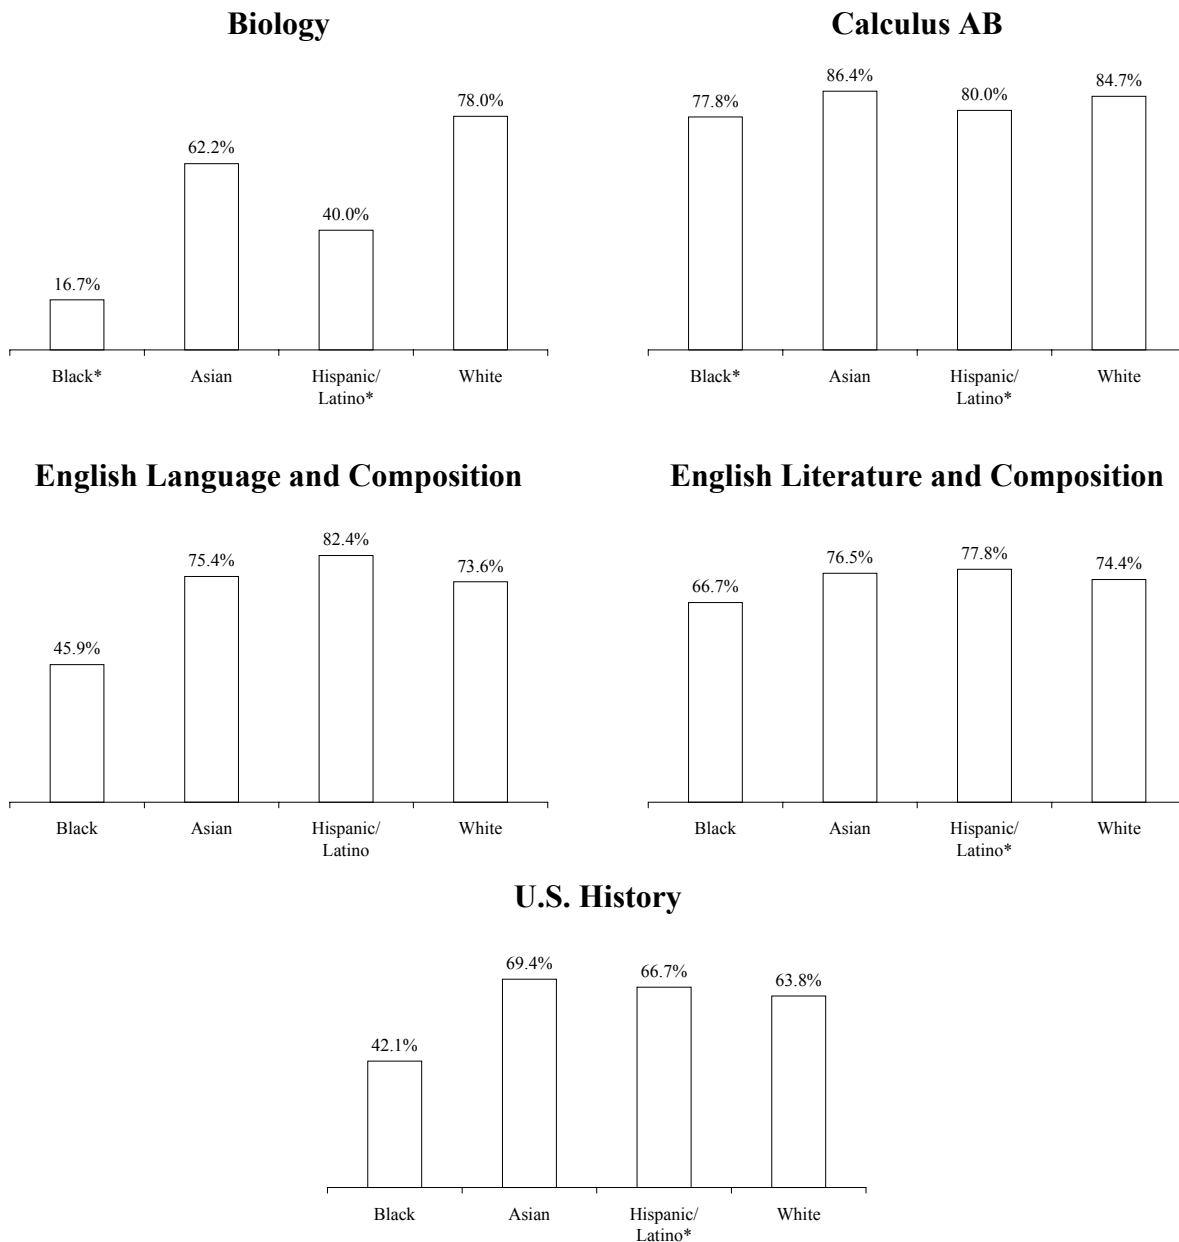 Biology
78.0%
62.2%
40.0%
16.7%
Black*
Asian
Hispanic/
Latino*
White
Calculus AB
77.8%
86.4%
80.0%
84.7%
Black*
Asian
Hispanic/
Latino*
White
English Language and Composition
45.9%
75.4%
82.4%
73.6%
Black
Asian
Hispanic/
Latino
White
English Literature and Composition
66.7%
76.5%
77.8%
74.4%
Black
Asian
Hispanic/
Latino*
White
U.S. History
42.1%
69.4%
66.7%
63.8%
Black
Asian
Hispanic/
Latino*
White